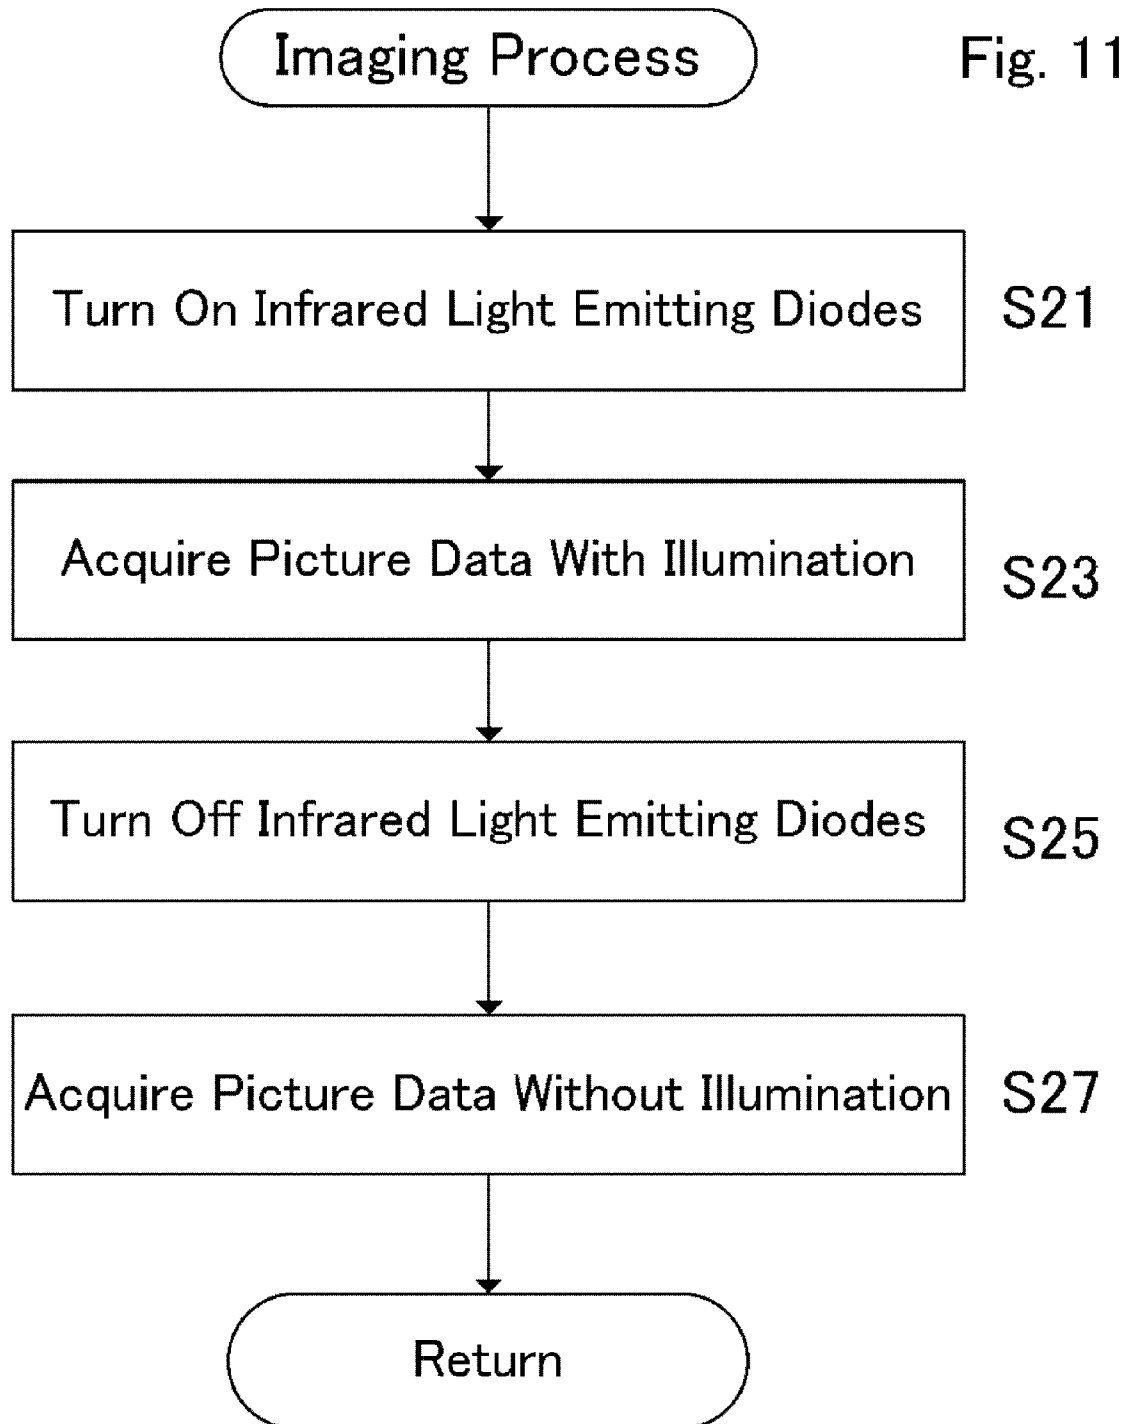 Imaging Process
Fig. 11
Turn On Infrared Light Emitting Diodes
S21
Acquire Picture Data With Illumination
S23
Turn Off Infrared Light Emitting Diodes
S25
Acquire Picture Data Without Illumination
S27
Return